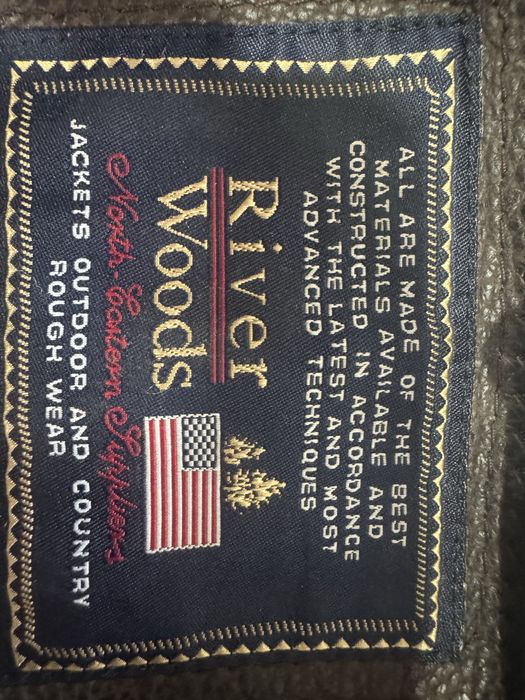 ALL ARE MADE OF THE BEST
MATERIALS AVAILABLE AND
CONSTRUCTED IN ACCORDANCE
WITH THE LATEST AND MOST
ADVANCED TECHNIQUES
River
Woods
North-Eastern Suppliers
JACKETS OUTDOOR AND COUNTRY
ROUGH WEAR